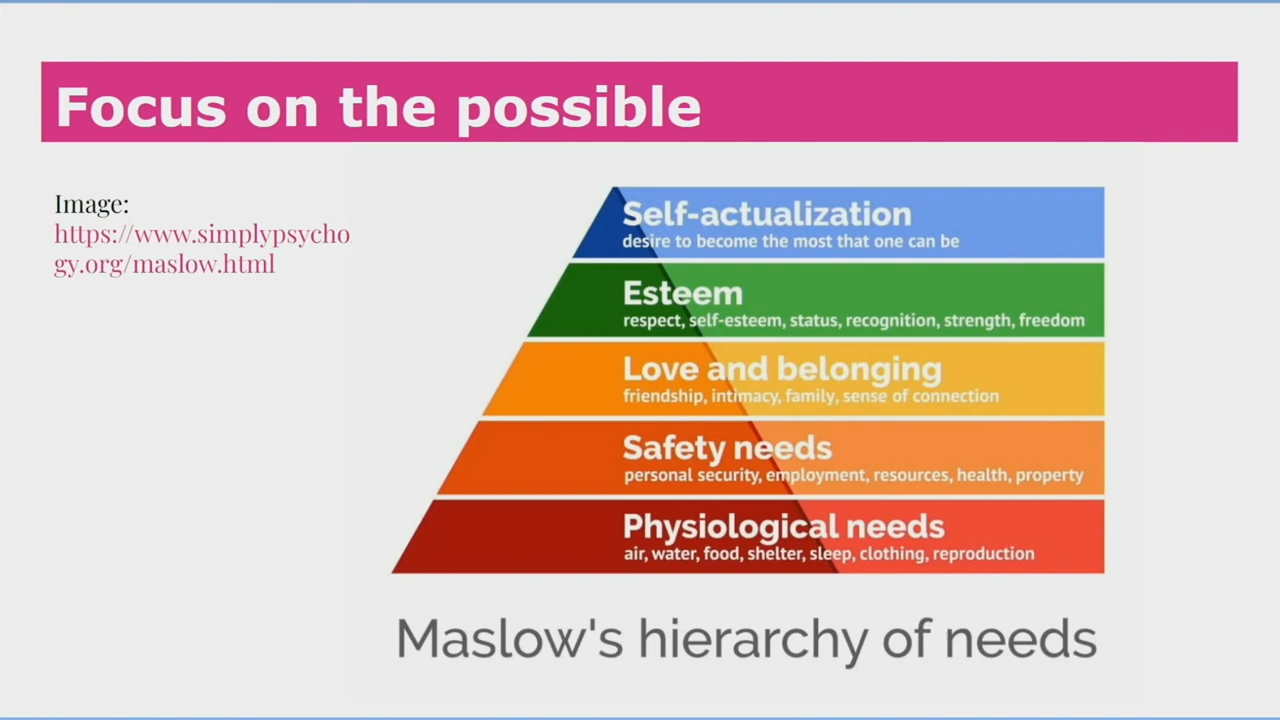 Focus on the possible
Image:
https://www.simplypsycho
gy.org/maslow.html
Self-actualization
desire to become the most that one can be
Esteem
respect, self-esteem, status, recognition, strength, freedom
Love and belonging
friendship, intimacy, family, sense of connection
Safety needs
personal security, employment, resources, health, property
Physiological needs
air, water, food, shelter, sleep, clothing, reproduction
Maslow's hierarchy of needs